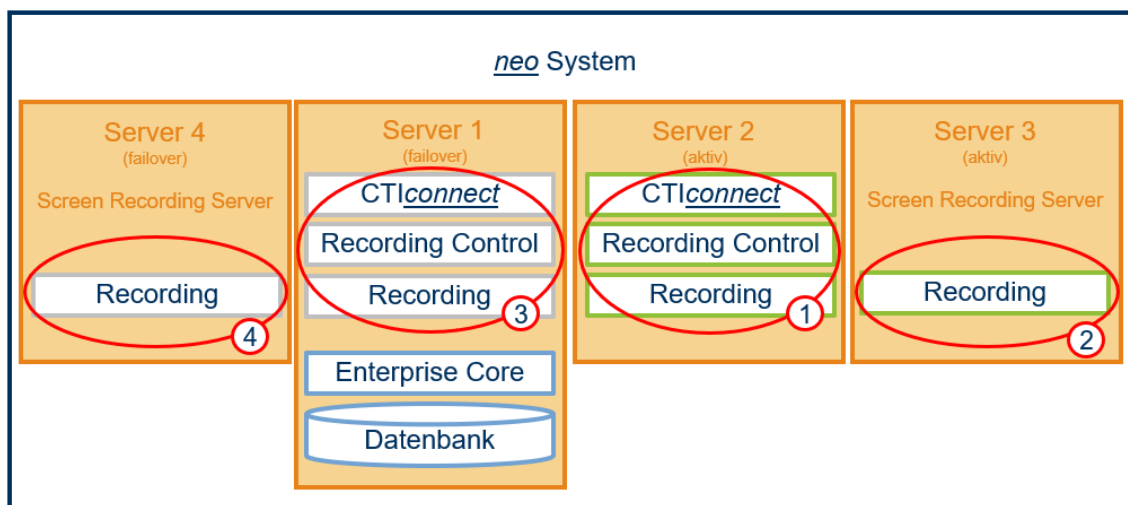 neo System
Server 4
(failover)
Screen Recording Server
Recording
4
Server 1
(failover)
CTIconnect
Recording Control
Recording
3
Enterprise Core
Datenbank
Server 2
(aktiv)
CTIconnect
Recording Control
Recording
1
Server 3
(aktiv)
Screen Recording Server
Recording
2